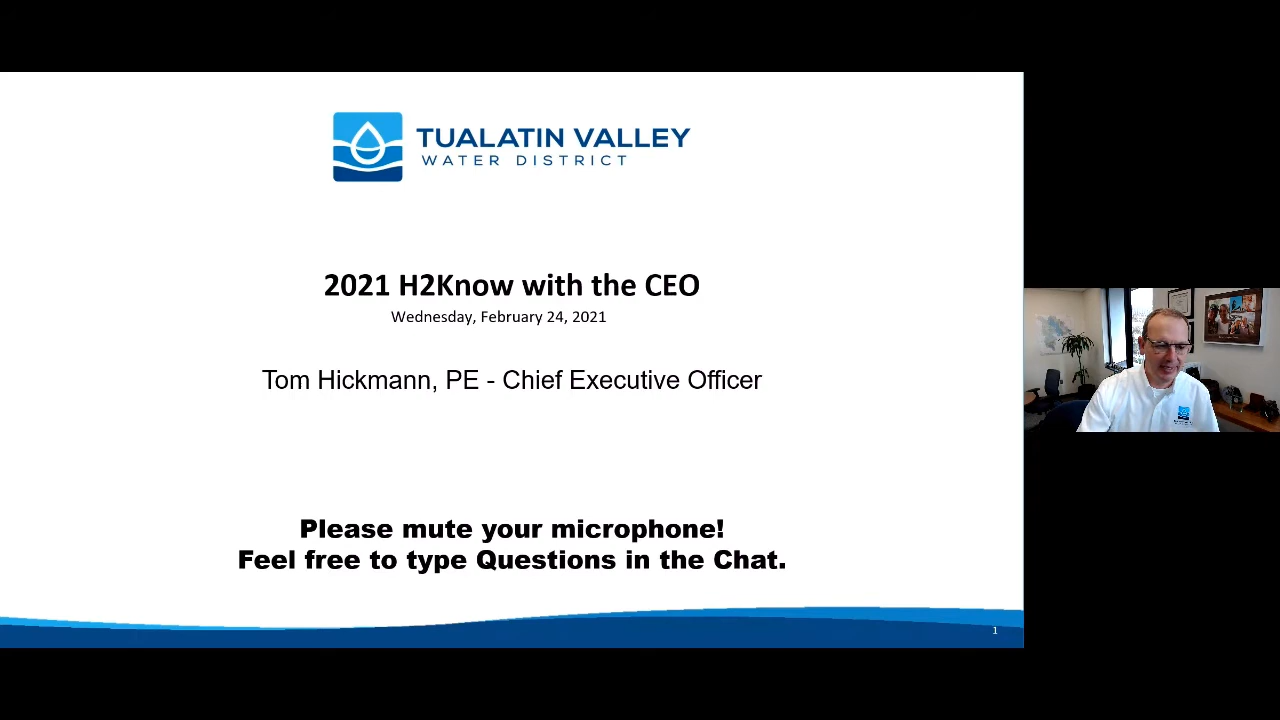 TUALATIN VALLEY
WATER DISTRICT
2021 H2Know with the CEO
Wednesday, February 24, 2021
Tom Hickmann, PE - Chief Executive Officer
Please mute your microphone!
Feel free to type Questions in the Chat.
1